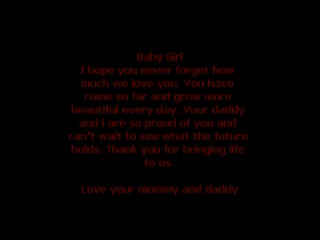 Baby Girl
I hope you never forget how
much we love you. You have
come so far and grow more
beautiful every day. Your daddy
and i are so proud of you and
can't wait to see what the future
holds. Thank you for bringing life
to us.
Love your mommy and daddy